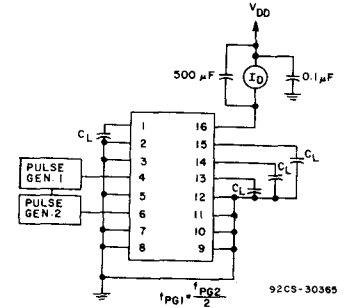 VDD
500 µF
ID
0.1 µF
CL
1
2
3
4
5
6
7
8
16
15
14
13
12
11
10
9
CL
CL
CL
PULSE
GEN. 1
PULSE
GEN. 2
fPG1 = fPG2/2
92CS-30365